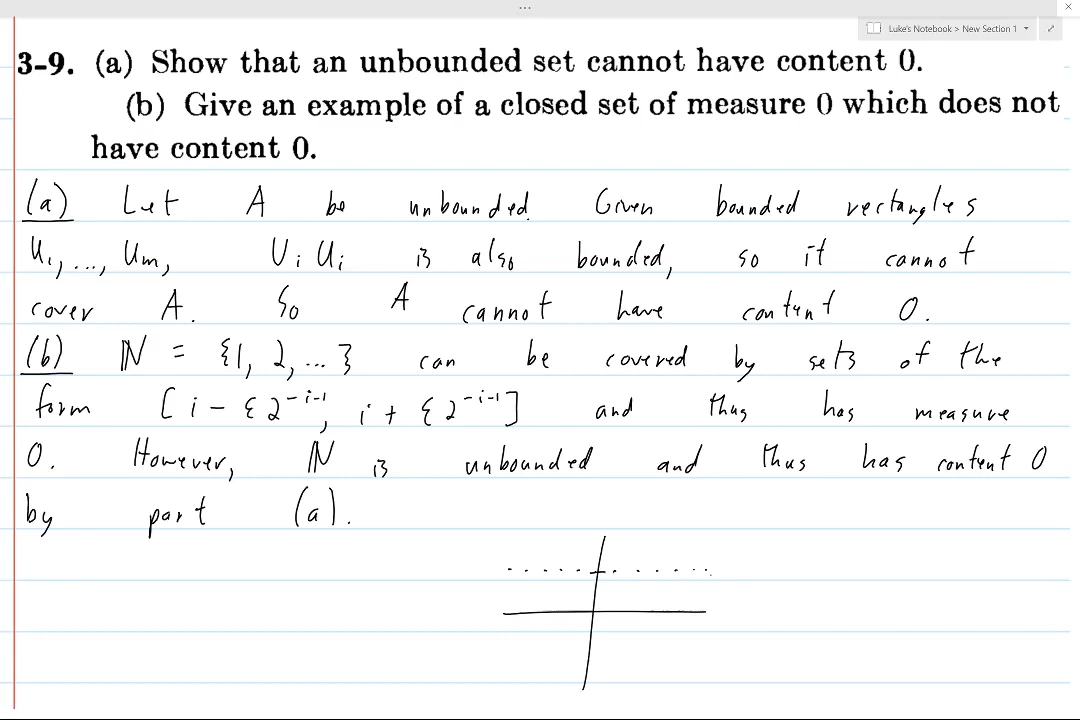 Luke's Notebook > New Section 1
3-9. (a) Show that an unbounded set cannot have content 0.
(b) Give an example of a closed set of measure 0 which does not
have content 0.
(a) Let A be unbounded. Given bounded rectangles
U₁, ..., Uₘ, ∪ᵢ Uᵢ is also bounded, so it cannot
cover A. So A cannot have content 0.
(b) ℕ = {1, 2, ...} can be covered by sets of the
form [i - ε2^{-i-1}, i + ε2^{-i-1}] and thus has measure
0. However, ℕ is unbounded and thus has content 0
by part (a).